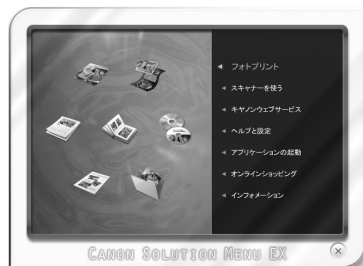 フォトプリント
スキャナーを使う
キヤノンウェブサービス
ヘルプと設定
アプリケーションの起動
オンラインショッピング
インフォメーション
CANON SOLUTION MENU EX